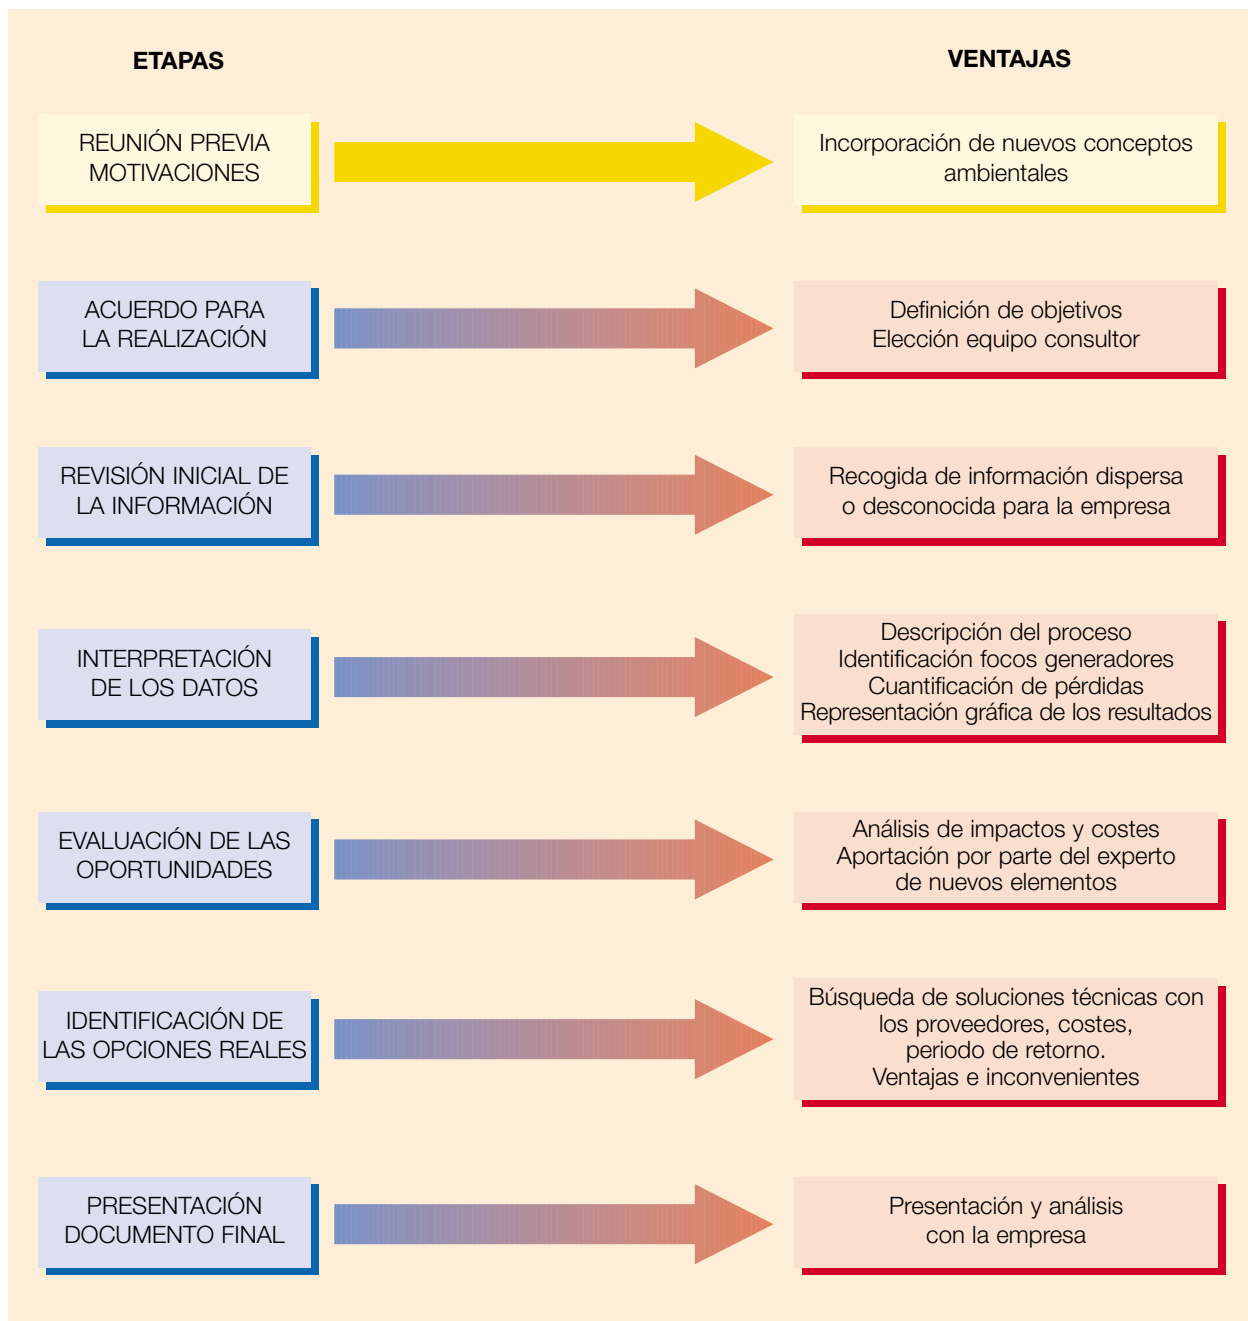 ETAPAS
VENTAJAS
REUNIÓN PREVIA
MOTIVACIONES
Incorporación de nuevos conceptos
ambientales
ACUERDO PARA
LA REALIZACIÓN
Definición de objetivos
Elección equipo consultor
REVISIÓN INICIAL DE
LA INFORMACIÓN
Recogida de información dispersa
o desconocida para la empresa
INTERPRETACIÓN
DE LOS DATOS
Descripción del proceso
Identificación focos generadores
Cuantificación de pérdidas
Representación gráfica de los resultados
EVALUACIÓN DE LAS
OPORTUNIDADES
Análisis de impactos y costes
Aportación por parte del experto
de nuevos elementos
IDENTIFICACIÓN DE
LAS OPCIONES REALES
Búsqueda de soluciones técnicas con
los proveedores, costes,
periodo de retorno.
Ventajas e inconvenientes
PRESENTACIÓN
DOCUMENTO FINAL
Presentación y análisis
con la empresa